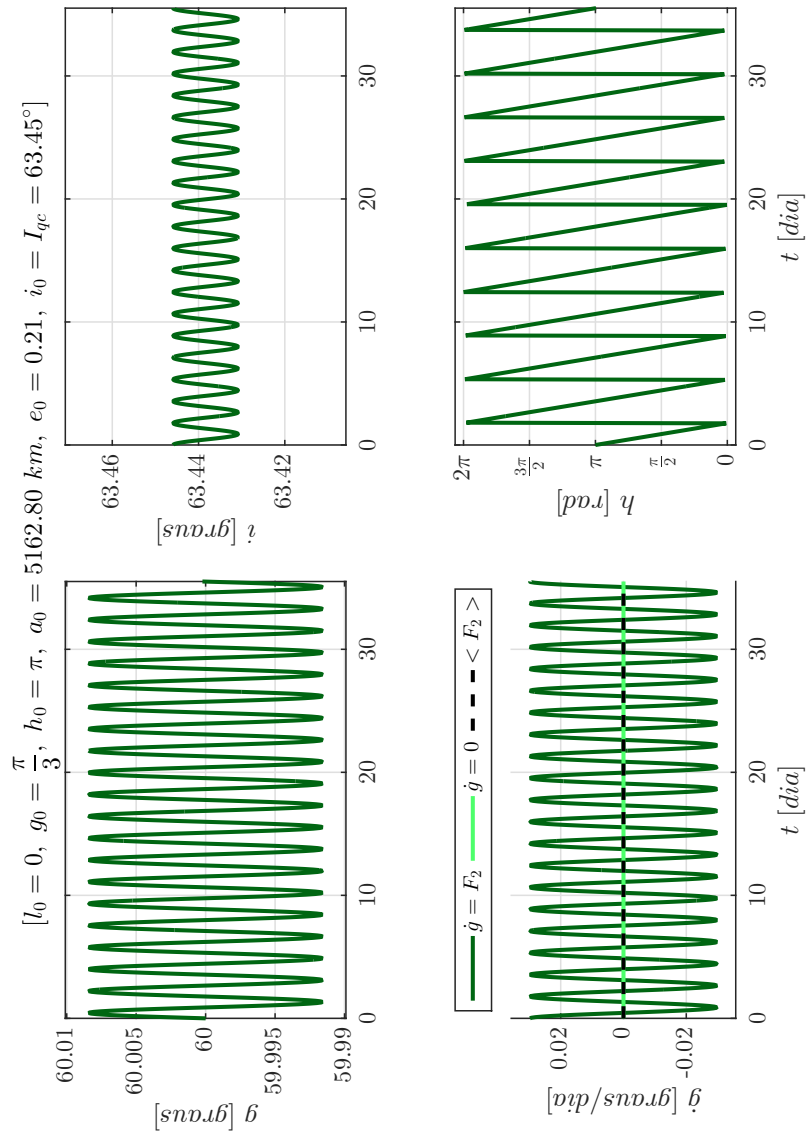 [l₀ = 0, g₀ = π/3, h₀ = π, a₀ = 5162.80 km, e₀ = 0.21, i₀ = I_qc = 63.45°]
g [graus]
60.01
60.005
60
59.995
59.99
0 10 20 30
i [graus]
63.46
63.44
63.42
0 10 20 30
ġ = F₂ ġ = 0 < F₂ >
ġ [graus/dia]
0.02
0
-0.02
0 10 20 30
t [dia]
h [rad]
2π
3π/2
π
π/2
0
0 10 20 30
t [dia]